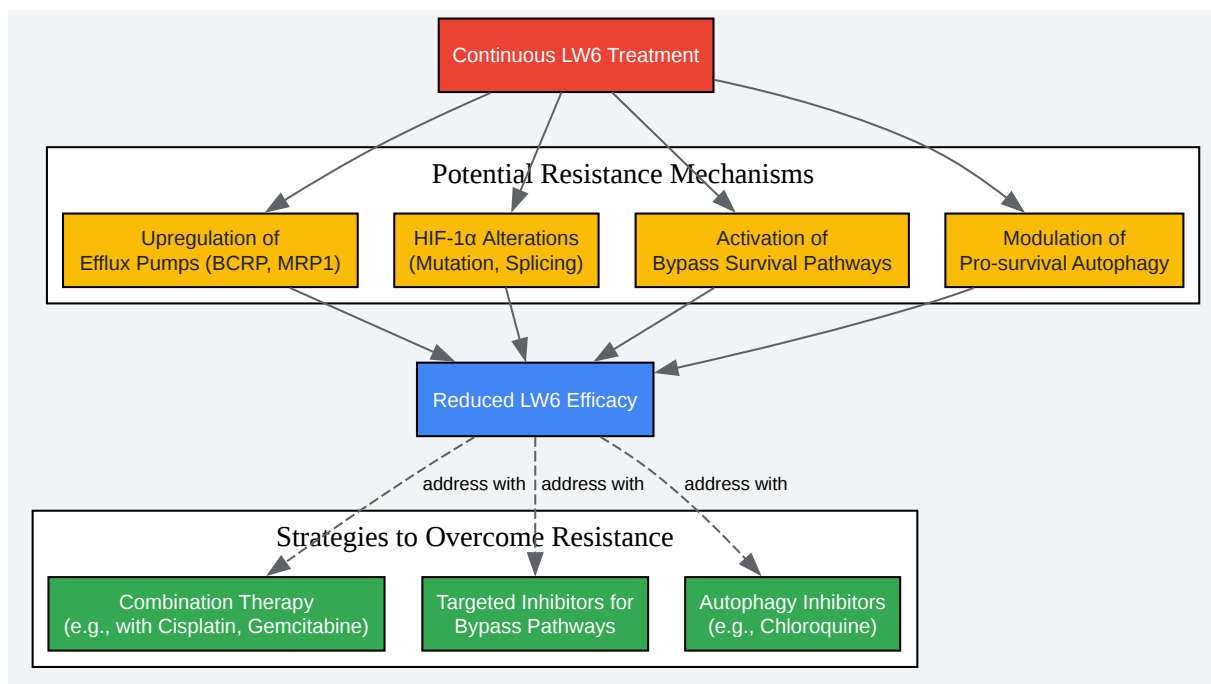 Continuous LW6 Treatment
Potential Resistance Mechanisms
Upregulation of
Efflux Pumps (BCRP, MRP1)
HIF-1α Alterations
(Mutation, Splicing)
Activation of
Bypass Survival Pathways
Modulation of
Pro-survival Autophagy
Reduced LW6 Efficacy
address with
address with
address with
Strategies to Overcome Resistance
Combination Therapy
(e.g., with Cisplatin, Gemcitabine)
Targeted Inhibitors for
Bypass Pathways
Autophagy Inhibitors
(e.g., Chloroquine)